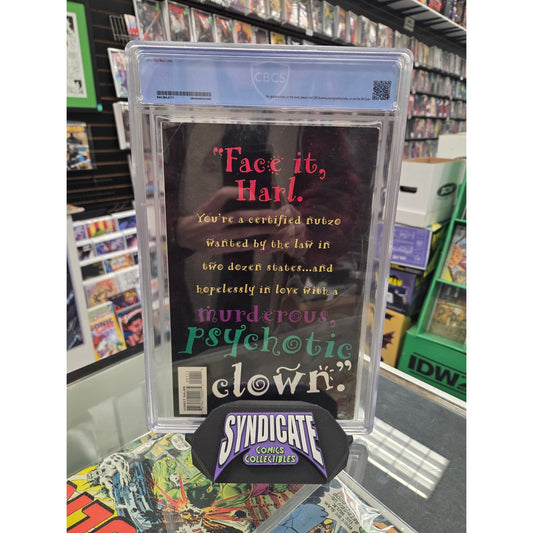 CBCS
"Face it,
Harl.
You're a certified nutzo
wanted by the law in
two dozen states...and
hopelessly in love with a
murderous,
psychotic
clown."
SYNDICATE
COMICS
COLLECTIBLES
IDW